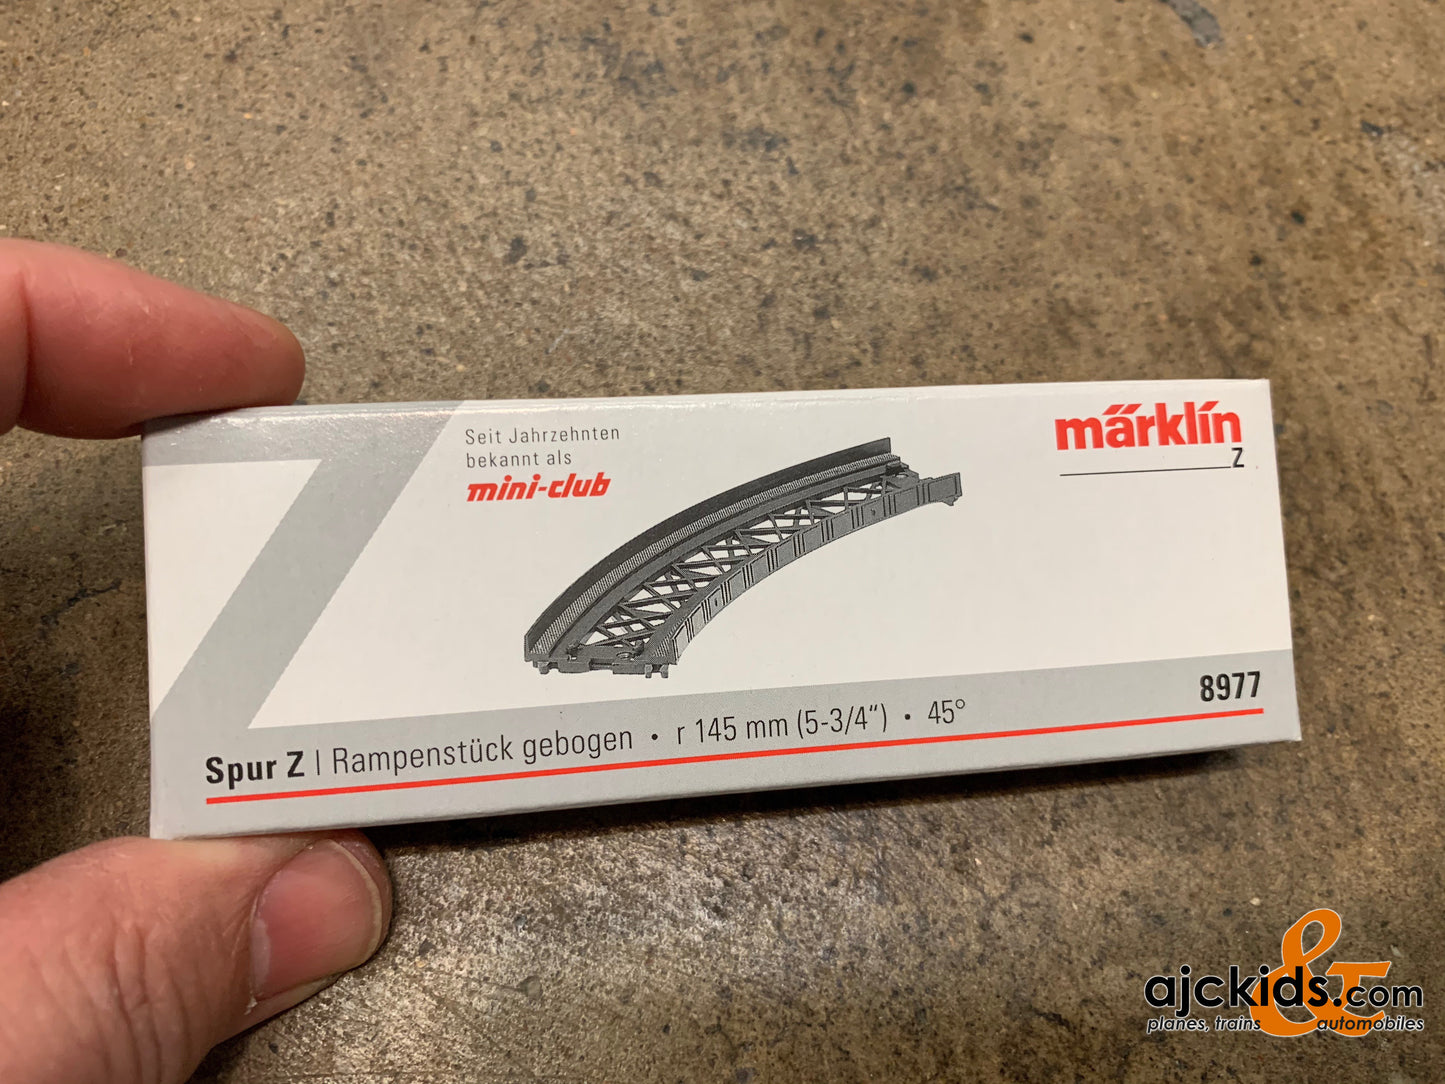 Seit Jahrzehnten
bekannt als
mini-club
märklín
Z
8977
Spur Z | Rampenstück gebogen • r 145 mm (5-3/4“) • 45°
ajckids.com
planes, trains & automobiles